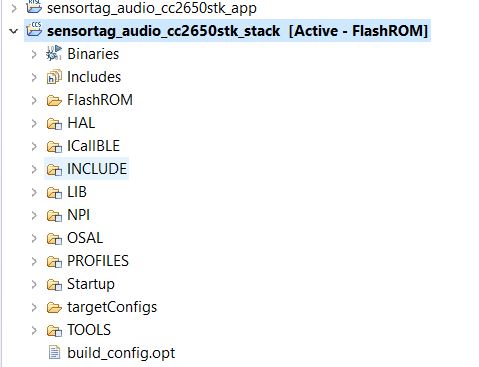 sensortag_audio_cc2650stk_app
sensortag_audio_cc2650stk_stack [Active - FlashROM]
Binaries
Includes
FlashROM
HAL
ICallBLE
INCLUDE
LIB
NPI
OSAL
PROFILES
Startup
targetConfigs
TOOLS
build_config.opt